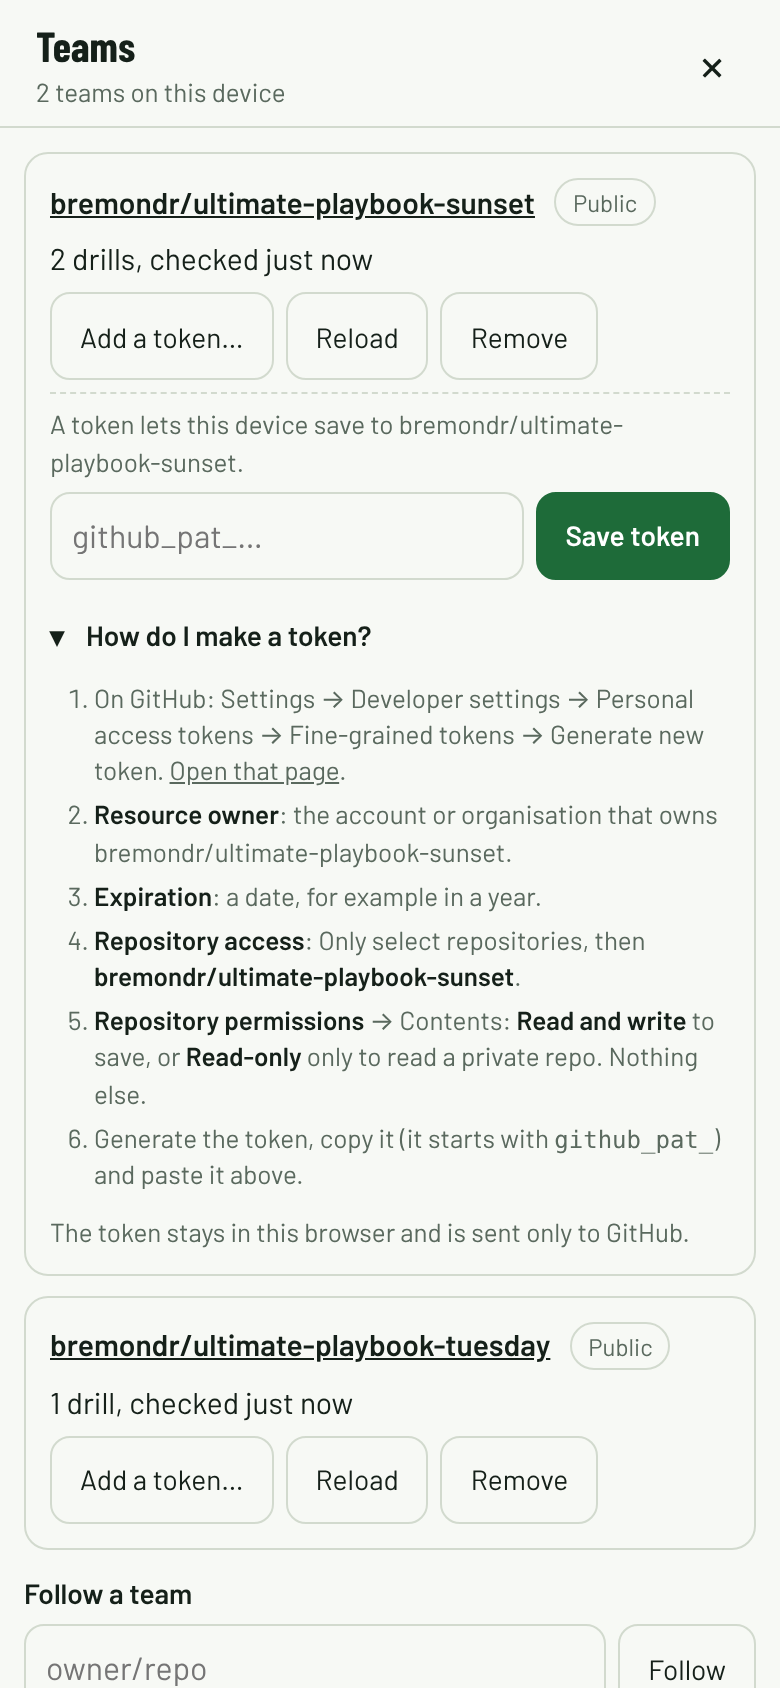 Teams
2 teams on this device
×
bremondr/ultimate-playbook-sunset Public
2 drills, checked just now
Add a token… Reload Remove
A token lets this device save to bremondr/ultimate-
playbook-sunset.
github_pat_… Save token
▼ How do I make a token?
1. On GitHub: Settings → Developer settings → Personal
access tokens → Fine-grained tokens → Generate new
token. Open that page.
2. Resource owner: the account or organisation that owns
bremondr/ultimate-playbook-sunset.
3. Expiration: a date, for example in a year.
4. Repository access: Only select repositories, then
bremondr/ultimate-playbook-sunset.
5. Repository permissions → Contents: Read and write to
save, or Read-only only to read a private repo. Nothing
else.
6. Generate the token, copy it (it starts with github_pat_)
and paste it above.
The token stays in this browser and is sent only to GitHub.
bremondr/ultimate-playbook-tuesday Public
1 drill, checked just now
Add a token… Reload Remove
Follow a team
owner/repo Follow